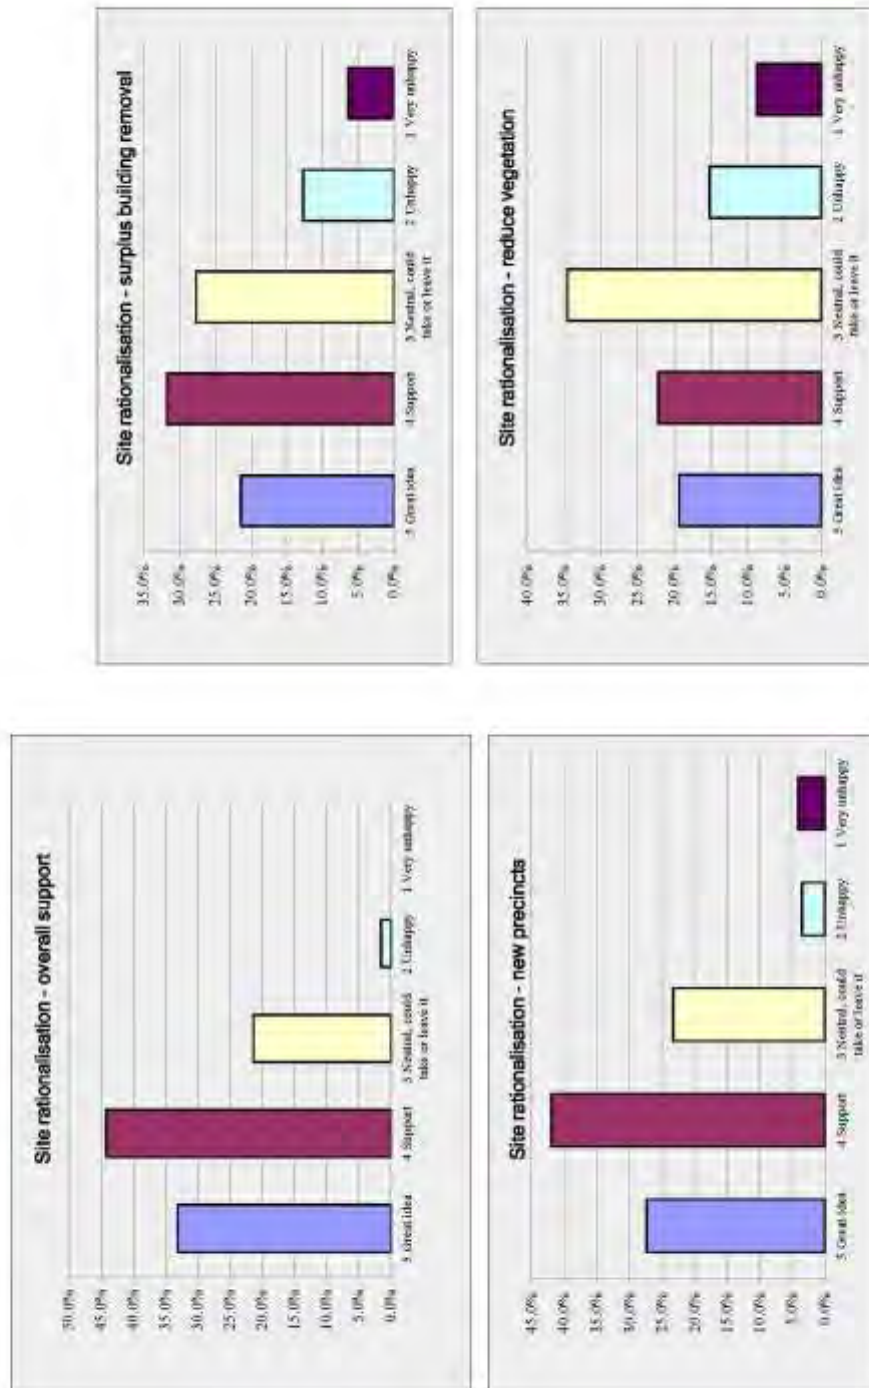 Site rationalisation - overall support
50.0%
45.0%
40.0%
35.0%
30.0%
25.0%
20.0%
15.0%
10.0%
5.0%
0.0%
5 Great idea
4 Support
3 Neutral, could
take or leave it
2 Unhappy
1 Very unhappy
Site rationalisation - surplus building removal
35.0%
30.0%
25.0%
20.0%
15.0%
10.0%
5.0%
0.0%
5 Great idea
4 Support
3 Neutral, could
take or leave it
2 Unhappy
1 Very unhappy
Site rationalisation - new precincts
45.0%
40.0%
35.0%
30.0%
25.0%
20.0%
15.0%
10.0%
5.0%
0.0%
5 Great idea
4 Support
3 Neutral, could
take or leave it
2 Unhappy
1 Very unhappy
Site rationalisation - reduce vegetation
40.0%
35.0%
30.0%
25.0%
20.0%
15.0%
10.0%
5.0%
0.0%
5 Great idea
4 Support
3 Neutral, could
take or leave it
2 Unhappy
1 Very unhappy